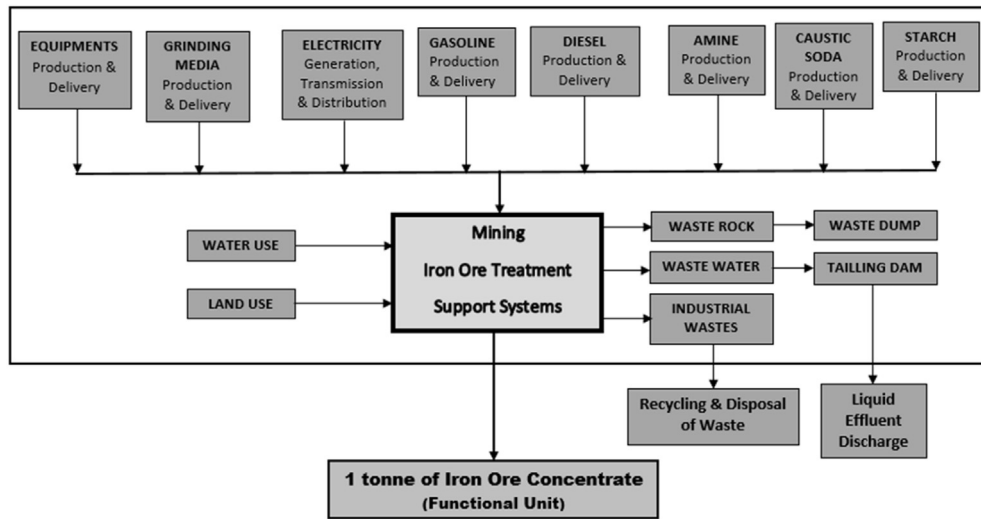 EQUIPMENTS
Production &
Delivery
GRINDING
MEDIA
Production
& Delivery
ELECTRICITY
Generation,
Transmission
& Distribution
GASOLINE
Production
& Delivery
DIESEL
Production &
Delivery
AMINE
Production
& Delivery
CAUSTIC
SODA
Production
& Delivery
STARCH
Production
& Delivery
WATER USE
LAND USE
Mining
Iron Ore Treatment
Support Systems
WASTE ROCK
WASTE DUMP
WASTE WATER
TAILLING DAM
INDUSTRIAL
WASTES
Recycling & Disposal
of Waste
Liquid
Effluent
Discharge
1 tonne of Iron Ore Concentrate
(Functional Unit)